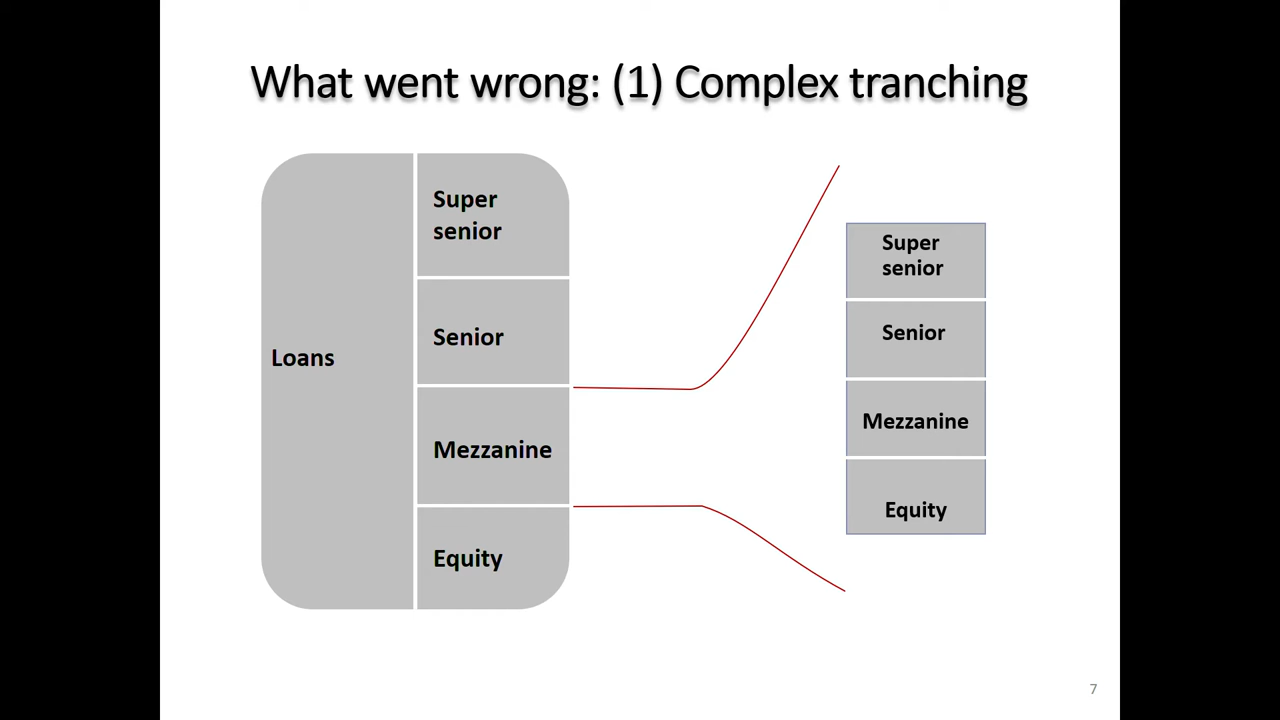 What went wrong: (1) Complex tranching
Loans
Super
senior
Senior
Mezzanine
Equity
Super
senior
Senior
Mezzanine
Equity
7